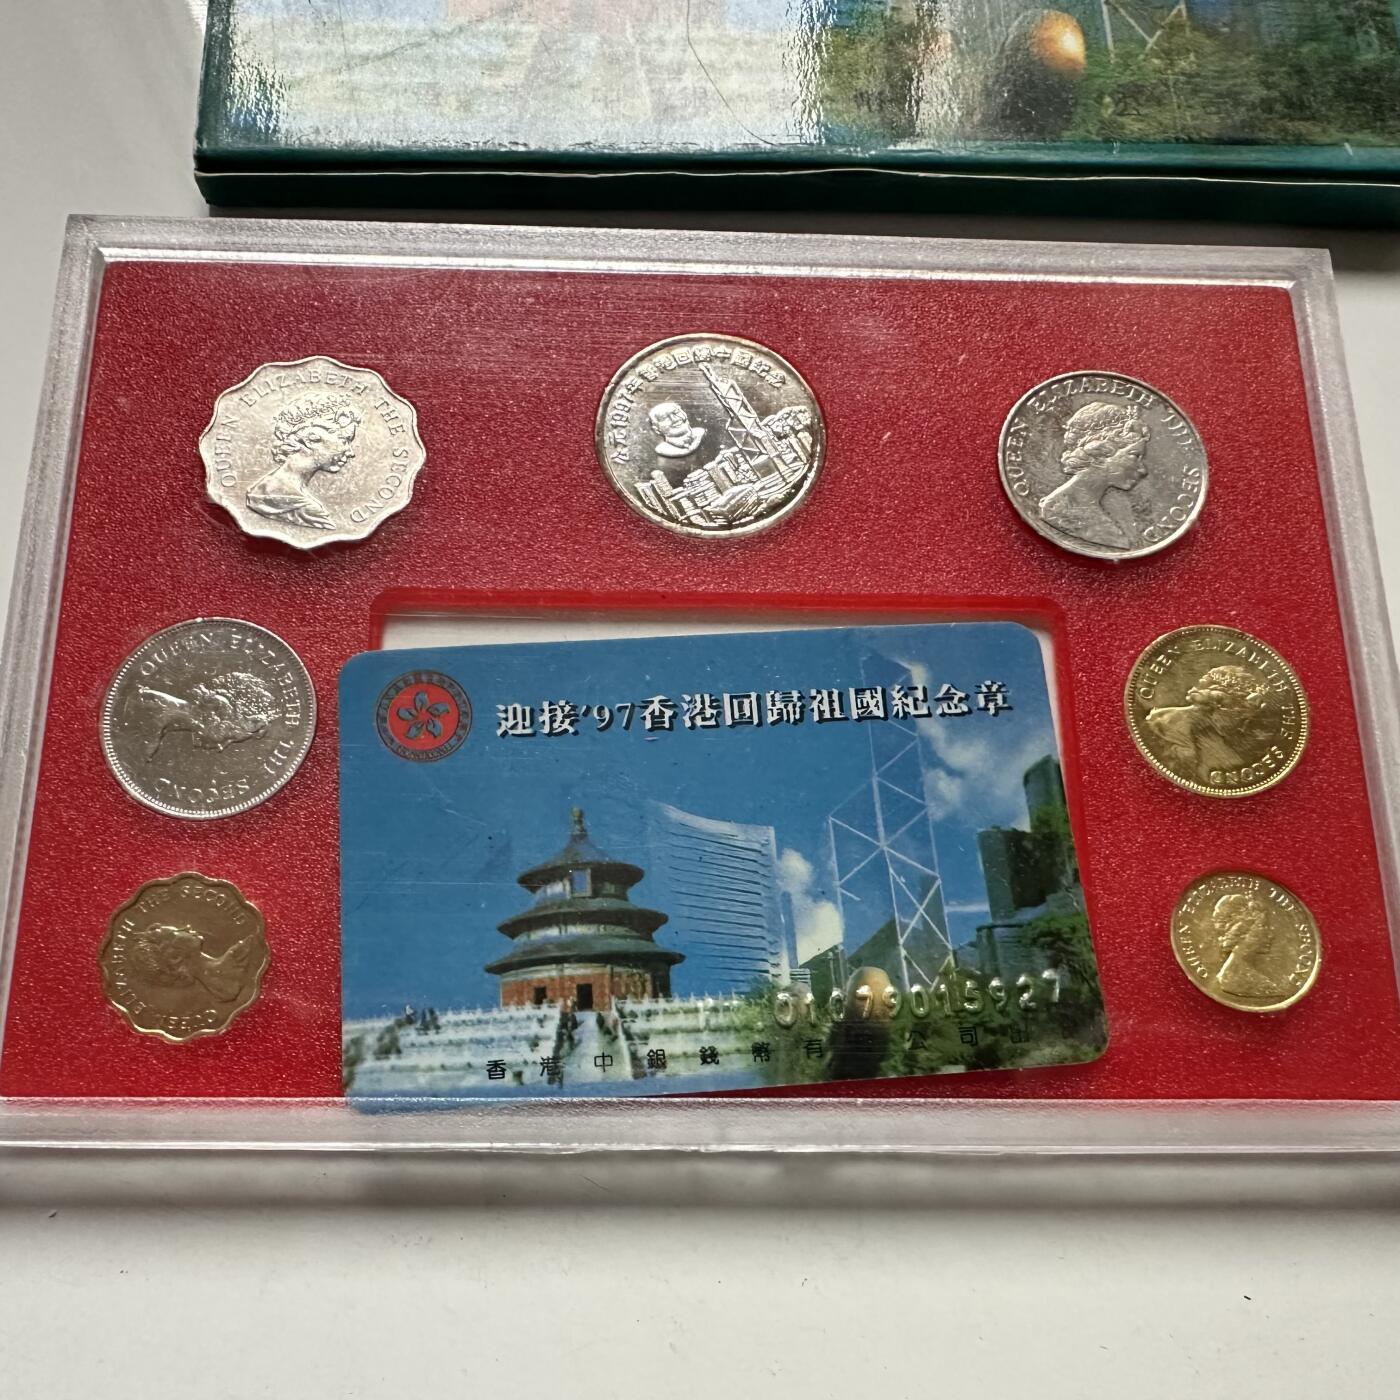 QUEEN ELIZABETH THE SECOND
公元1997年香港回歸中國紀念
QUEEN ELIZABETH THE SECOND
QUEEN ELIZABETH THE SECOND
QUEEN ELIZABETH THE SECOND
迎接'97香港回歸祖國紀念章
QUEEN ELIZABETH THE SECOND
QUEEN ELIZABETH THE SECOND
01079015927
香港中銀錢幣有 公司出